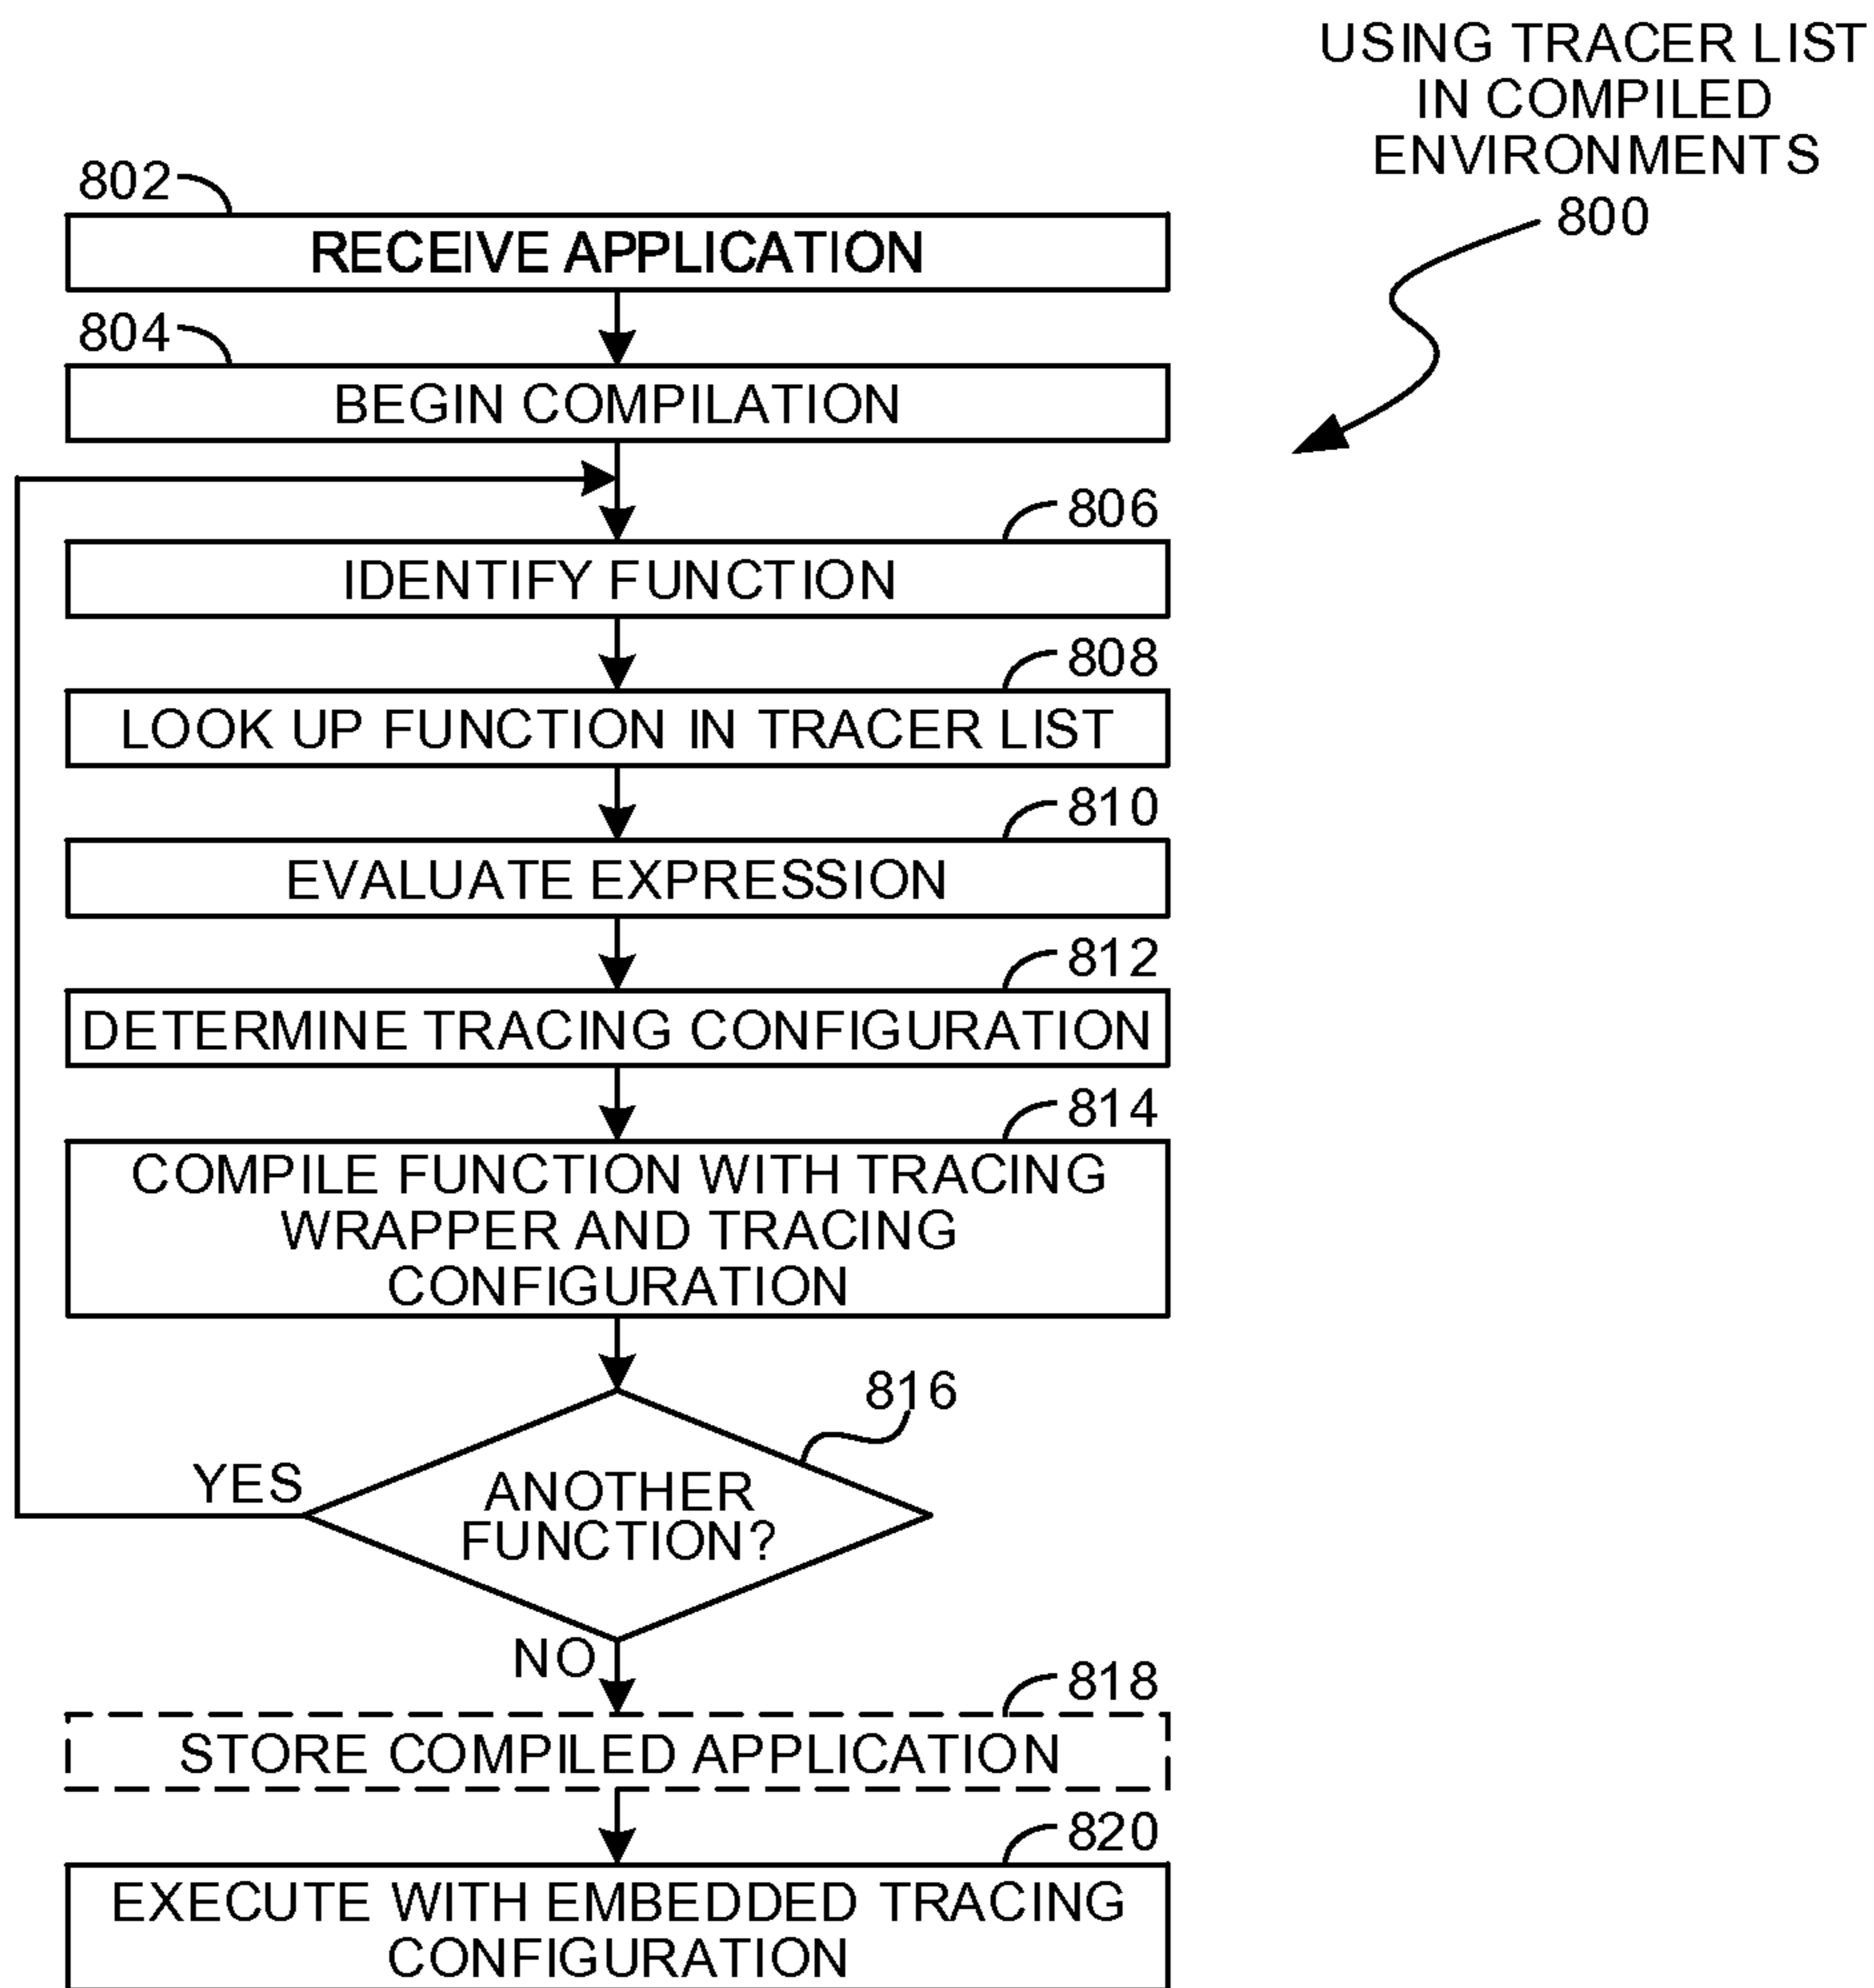 USING TRACER LIST
IN COMPILED
ENVIRONMENTS
800
802
RECEIVE APPLICATION
804
BEGIN COMPILATION
806
IDENTIFY FUNCTION
808
LOOK UP FUNCTION IN TRACER LIST
810
EVALUATE EXPRESSION
812
DETERMINE TRACING CONFIGURATION
814
COMPILE FUNCTION WITH TRACING
WRAPPER AND TRACING
CONFIGURATION
816
YES
ANOTHER
FUNCTION?
NO
818
STORE COMPILED APPLICATION
820
EXECUTE WITH EMBEDDED TRACING
CONFIGURATION